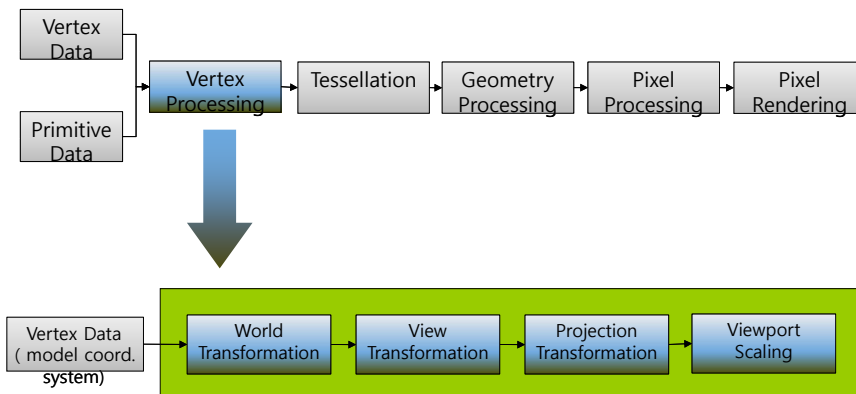 Vertex
Data
Primitive
Data
Vertex
Processing
Tessellation
Geometry
Processing
Pixel
Processing
Pixel
Rendering
Vertex Data
( model coord.
system)
World
Transformation
View
Transformation
Projection
Transformation
Viewport
Scaling